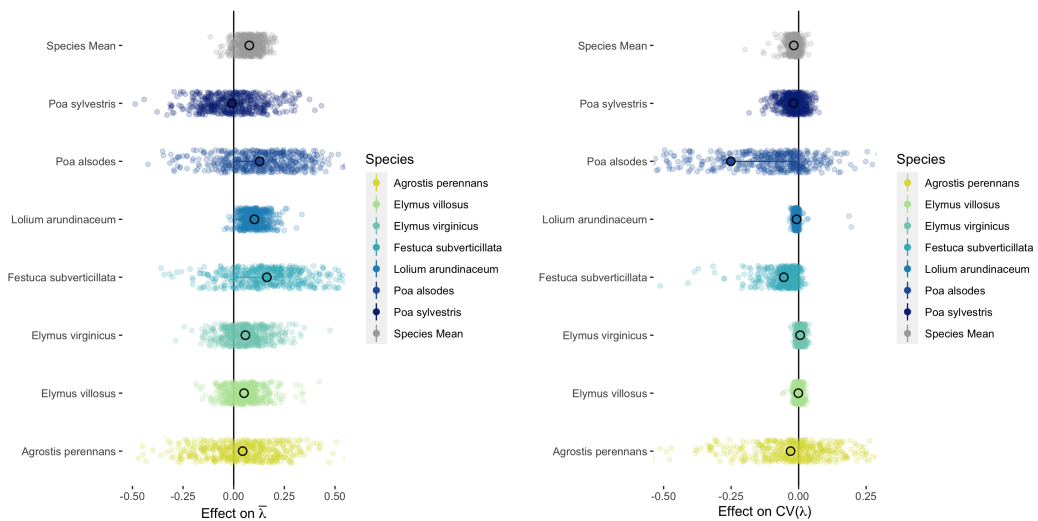 Species Mean
Poa sylvestris
Poa alsodes
Lolium arundinaceum
Festuca subverticillata
Elymus virginicus
Elymus villosus
Agrostis perennans
-0.50 -0.25 0.00 0.25 0.50
Effect on λ̅
Species
Agrostis perennans
Elymus villosus
Elymus virginicus
Festuca subverticillata
Lolium arundinaceum
Poa alsodes
Poa sylvestris
Species Mean
Species Mean
Poa sylvestris
Poa alsodes
Lolium arundinaceum
Festuca subverticillata
Elymus virginicus
Elymus villosus
Agrostis perennans
-0.50 -0.25 0.00 0.25
Effect on CV(λ)
Species
Agrostis perennans
Elymus villosus
Elymus virginicus
Festuca subverticillata
Lolium arundinaceum
Poa alsodes
Poa sylvestris
Species Mean